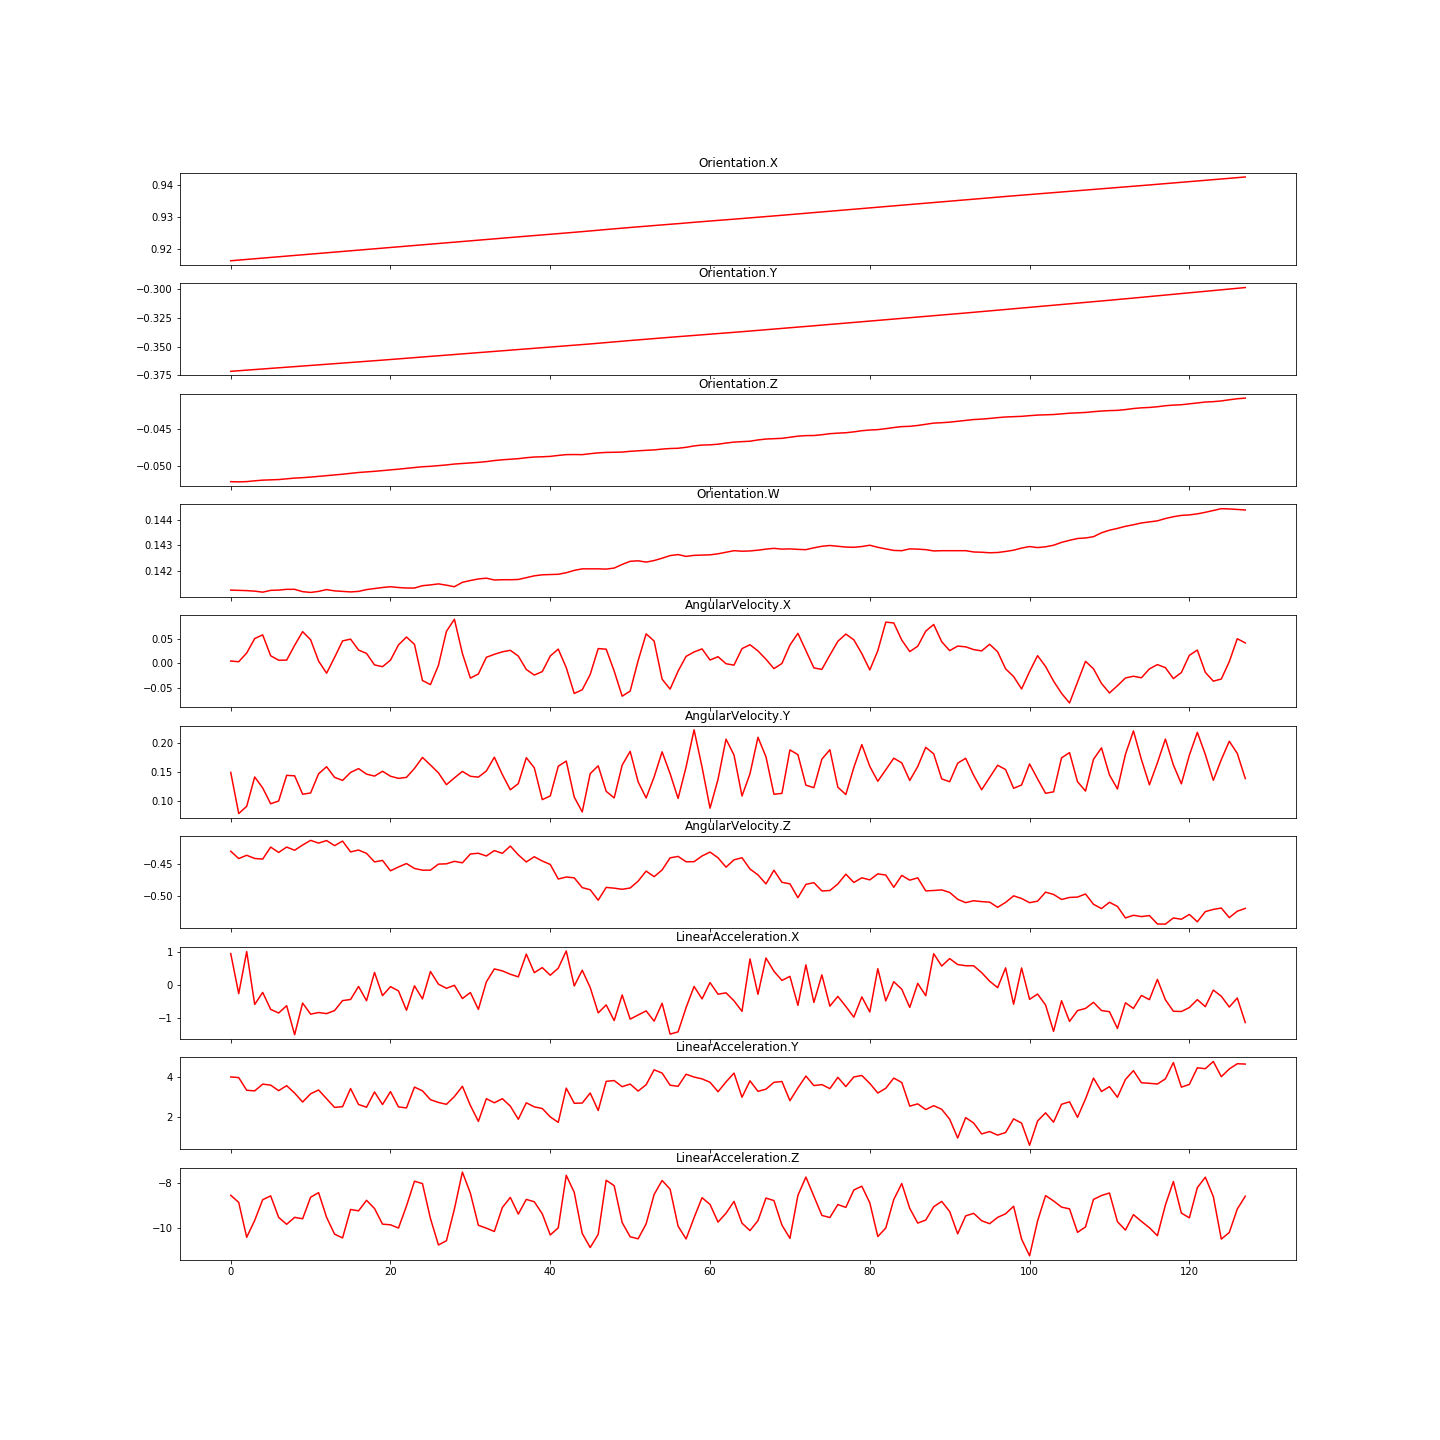 Orientation.X
0.94
0.93
0.92
Orientation.Y
−0.300
−0.325
−0.350
−0.375
Orientation.Z
−0.045
−0.050
Orientation.W
0.144
0.143
0.142
AngularVelocity.X
0.05
0.00
−0.05
AngularVelocity.Y
0.20
0.15
0.10
AngularVelocity.Z
−0.45
−0.50
LinearAcceleration.X
1
0
−1
LinearAcceleration.Y
4
2
LinearAcceleration.Z
−8
−10
0 20 40 60 80 100 120